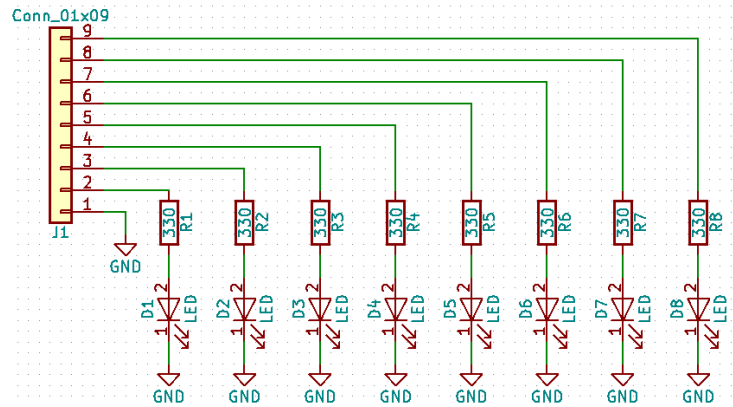 Conn_01x09
9
8
7
6
5
4
3
2
1
J1
GND
330 R1
330 R2
330 R3
330 R4
330 R5
330 R6
330 R7
330 R8
D1 2 1 LED
D2 2 1 LED
D3 2 1 LED
D4 2 1 LED
D5 2 1 LED
D6 2 1 LED
D7 2 1 LED
D8 2 1 LED
GND GND GND GND GND GND GND GND